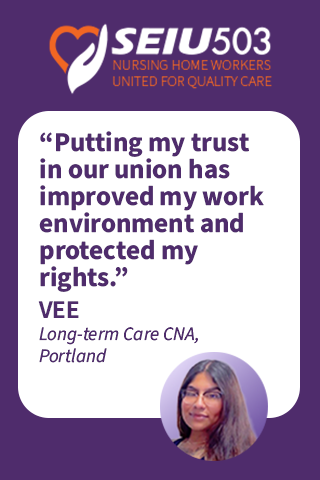 SEIU503
NURSING HOME WORKERS
UNITED FOR QUALITY CARE
“Putting my trust
in our union has
improved my work
environment and
protected my
rights.”
VEE
Long-term Care CNA,
Portland